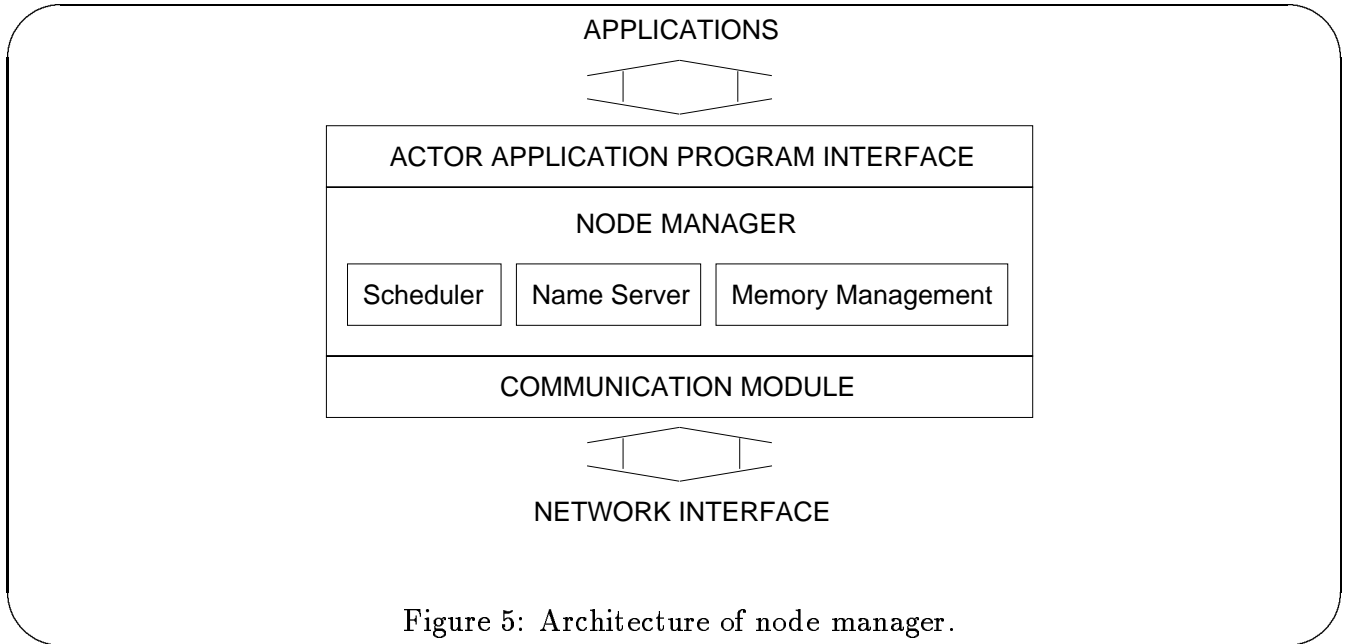 APPLICATIONS
ACTOR APPLICATION PROGRAM INTERFACE
NODE MANAGER
Scheduler
Name Server
Memory Management
COMMUNICATION MODULE
NETWORK INTERFACE
Figure 5: Architecture of node manager.